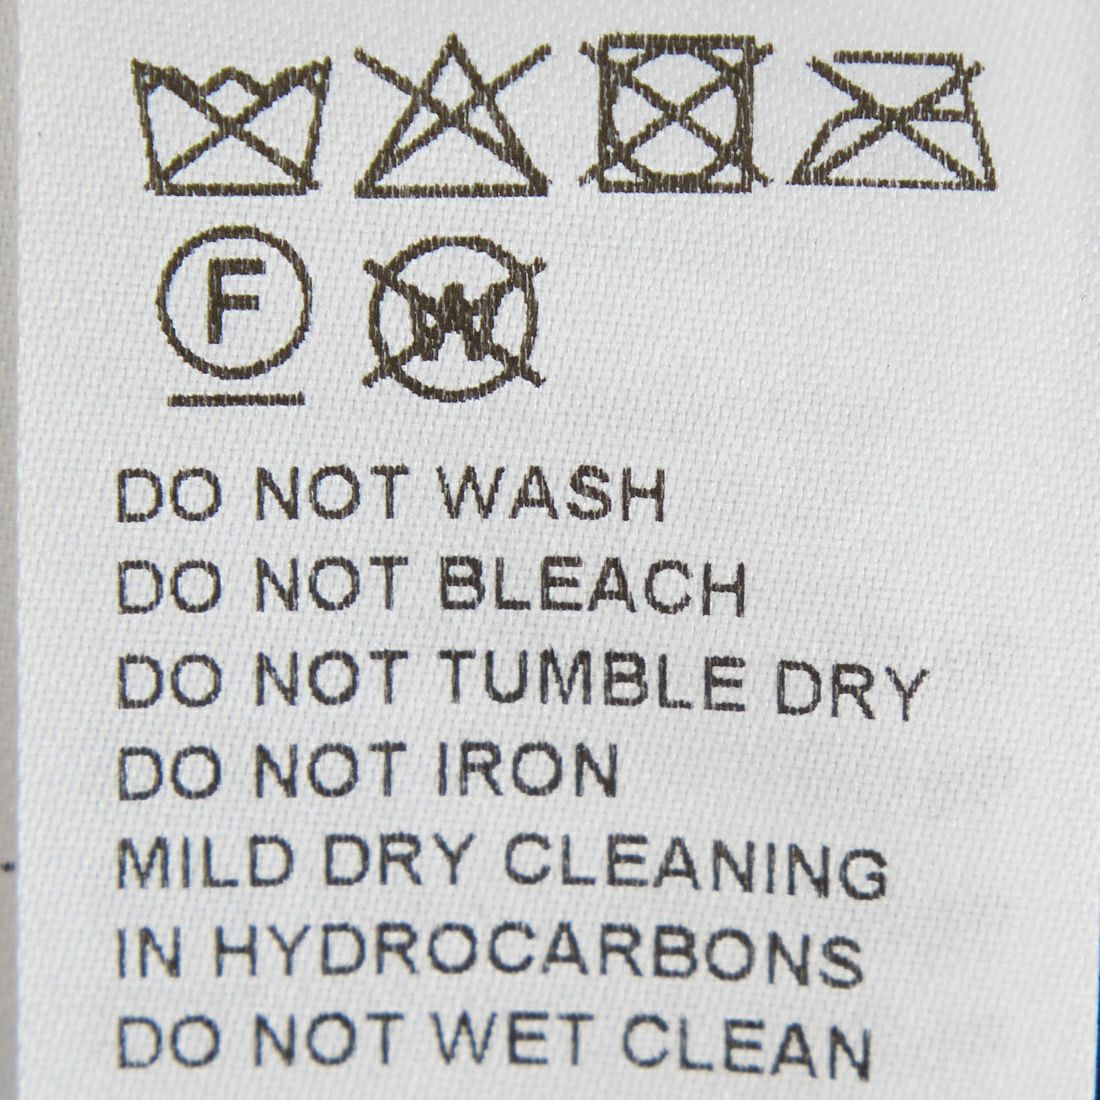 F W
DO NOT WASH
DO NOT BLEACH
DO NOT TUMBLE DRY
DO NOT IRON
MILD DRY CLEANING
IN HYDROCARBONS
DO NOT WET CLEAN